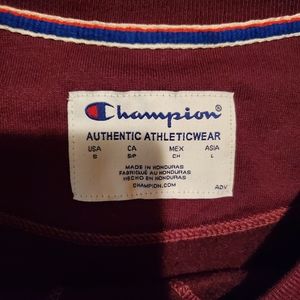 Champion®
AUTHENTIC ATHLETICWEAR
USA CA MEX ASIA
S S/P CH L
MADE IN HONDURAS
FABRIQUÉ AU HONDURAS
HECHO EN HONDURAS
CHAMPION.COM
ADV